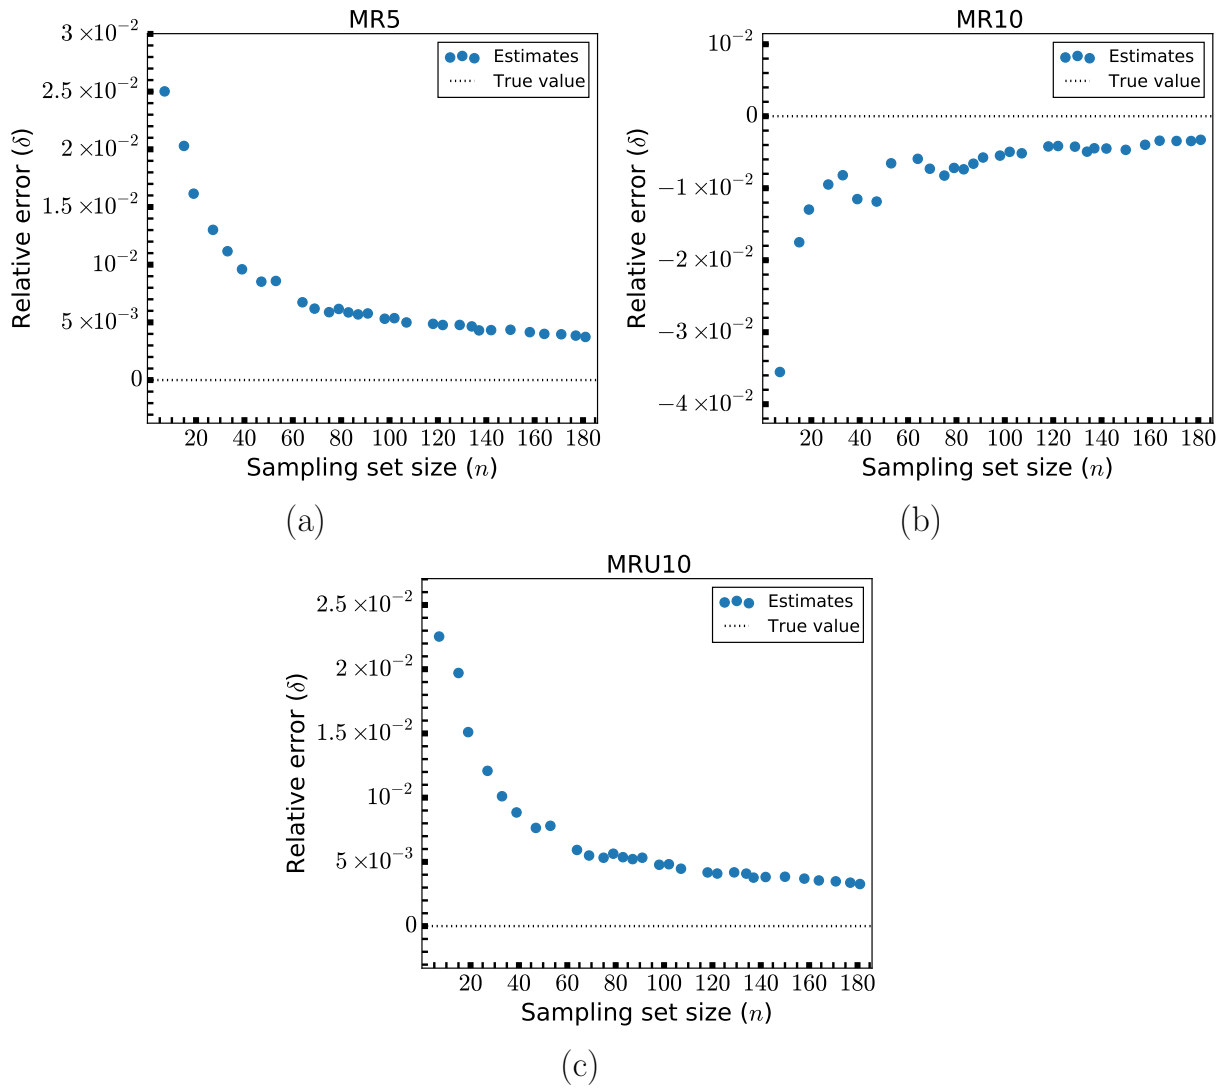 MR5
3 ×10⁻²
2.5 ×10⁻²
2 ×10⁻²
1.5 ×10⁻²
10⁻²
5 ×10⁻³
0
Relative error (δ)
Estimates
True value
20 40 60 80 100 120 140 160 180
Sampling set size (n)
(a)
MR10
10⁻²
0
−1 ×10⁻²
−2 ×10⁻²
−3 ×10⁻²
−4 ×10⁻²
Relative error (δ)
Estimates
True value
20 40 60 80 100 120 140 160 180
Sampling set size (n)
(b)
MRU10
2.5 ×10⁻²
2 ×10⁻²
1.5 ×10⁻²
10⁻²
5 ×10⁻³
0
Relative error (δ)
Estimates
True value
20 40 60 80 100 120 140 160 180
Sampling set size (n)
(c)